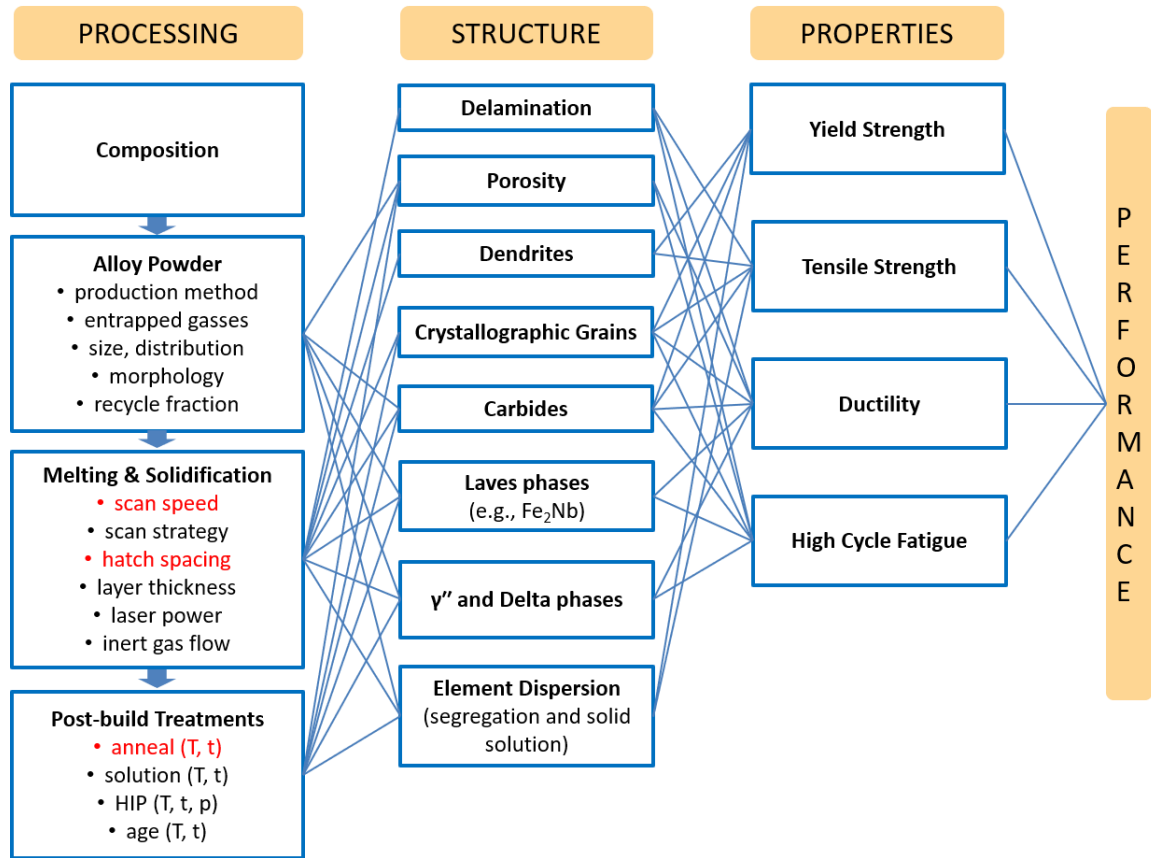 PROCESSING
Composition
Alloy Powder
• production method
• entrapped gasses
• size, distribution
• morphology
• recycle fraction
Melting & Solidification
• scan speed
• scan strategy
• hatch spacing
• layer thickness
• laser power
• inert gas flow
Post-build Treatments
• anneal (T, t)
• solution (T, t)
• HIP (T, t, p)
• age (T, t)
STRUCTURE
Delamination
Porosity
Dendrites
Crystallographic Grains
Carbides
Laves phases
(e.g., Fe₂Nb)
γ″ and Delta phases
Element Dispersion
(segregation and solid
solution)
PROPERTIES
Yield Strength
Tensile Strength
Ductility
High Cycle Fatigue
PERFORMANCE